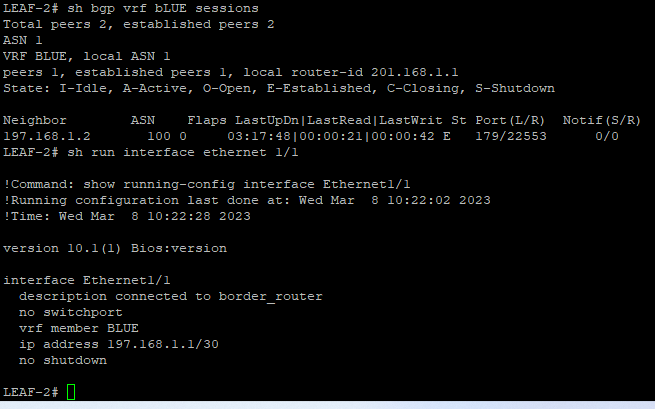 LEAF-2# sh bgp vrf bLUE sessions
Total peers 2, established peers 2
ASN 1
VRF BLUE, local ASN 1
peers 1, established peers 1, local router-id 201.168.1.1
State: I-Idle, A-Active, O-Open, E-Established, C-Closing, S-Shutdown
Neighbor ASN Flaps LastUpDn|LastRead|LastWrit St Port(L/R) Notif(S/R)
197.168.1.2 100 0 03:17:48|00:00:21|00:00:42 E 179/22553 0/0
LEAF-2# sh run interface ethernet 1/1
!Command: show running-config interface Ethernet1/1
!Running configuration last done at: Wed Mar 8 10:22:02 2023
!Time: Wed Mar 8 10:22:28 2023
version 10.1(1) Bios:version
interface Ethernet1/1
description connected to border_router
no switchport
vrf member BLUE
ip address 197.168.1.1/30
no shutdown
LEAF-2#